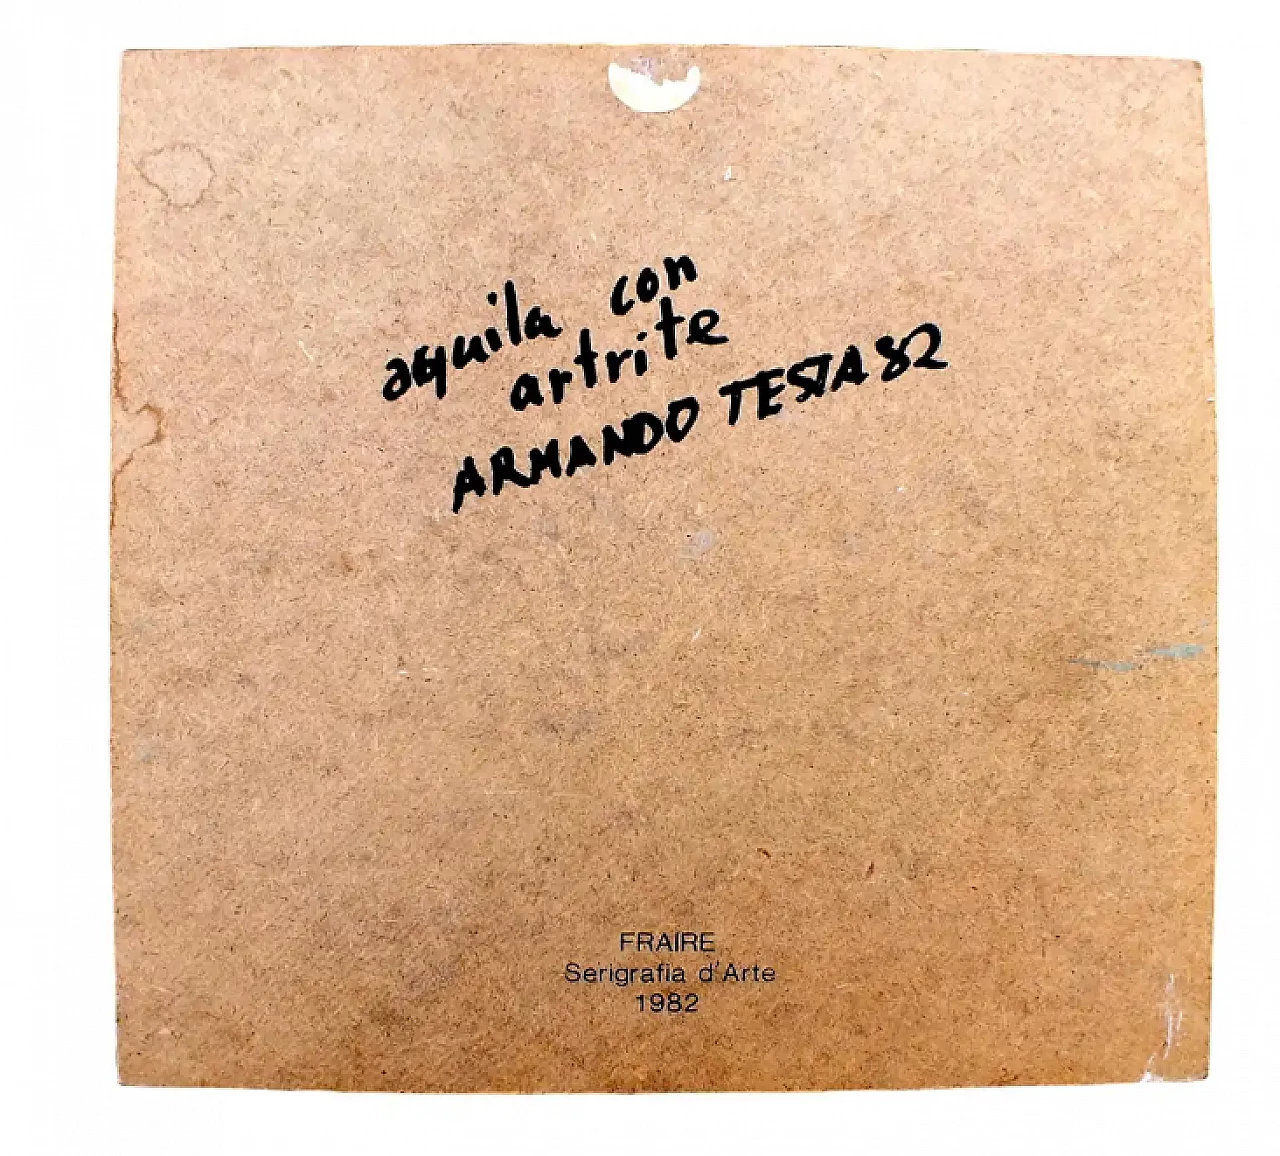 aquila con
artrite
ARMANDO TESTA 82
FRAIRE
Serigrafia d'Arte
1982